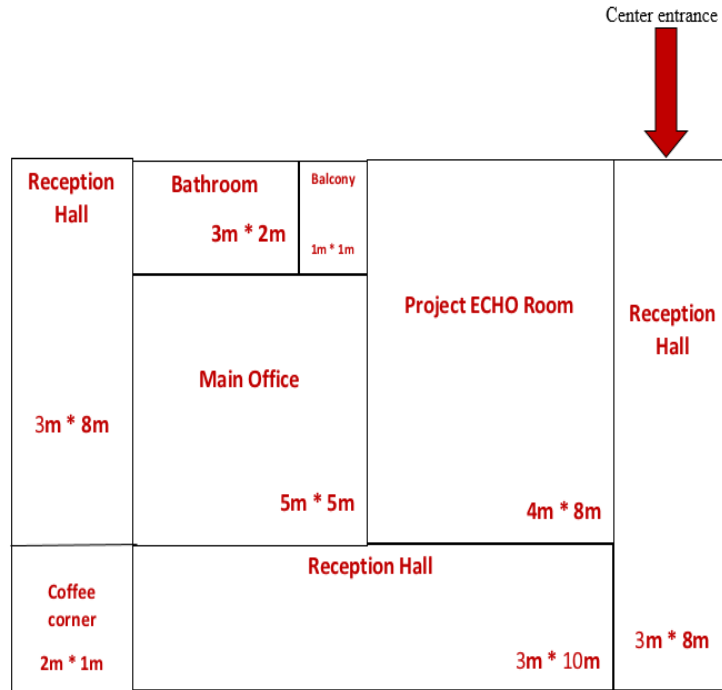 Center entrance
Reception
Hall
3m * 8m
Bathroom
3m * 2m
Balcony
1m * 1m
Main Office
5m * 5m
Project ECHO Room
4m * 8m
Reception
Hall
3m * 8m
Coffee
corner
2m * 1m
Reception Hall
3m * 10m